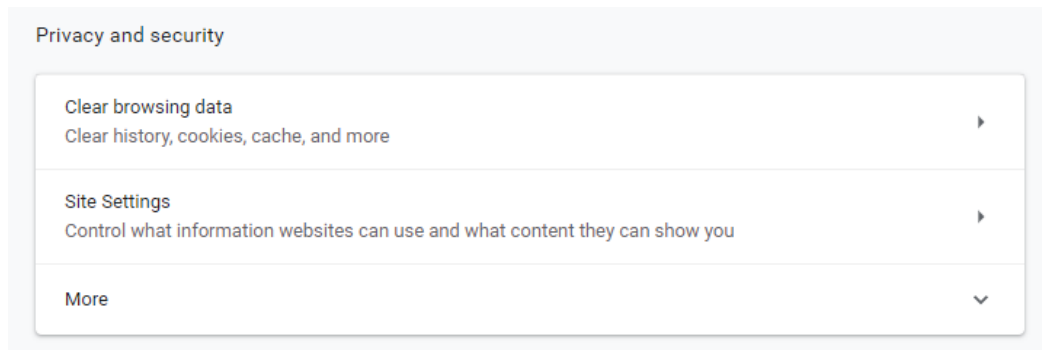 Privacy and security
Clear browsing data
Clear history, cookies, cache, and more
Site Settings
Control what information websites can use and what content they can show you
More